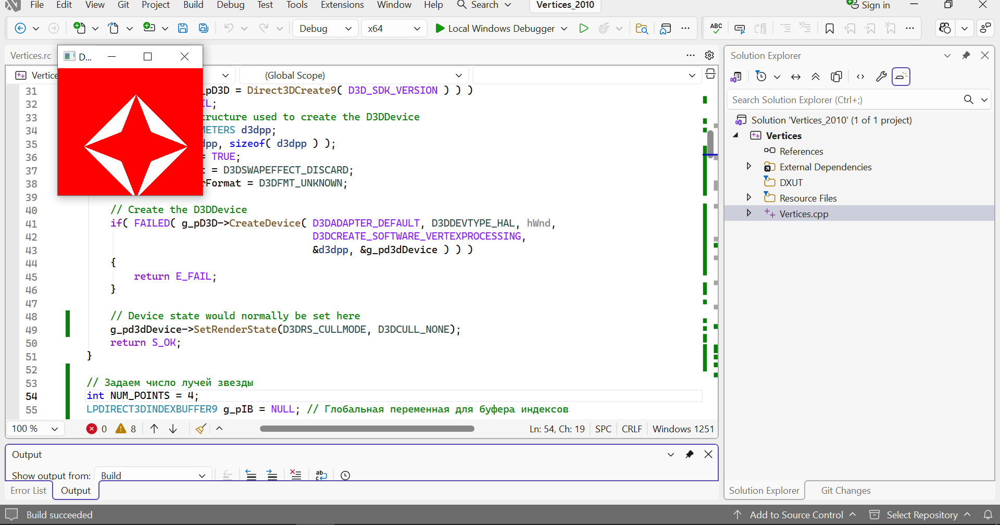 File Edit View Git Project Build Debug Test Tools Extensions Window Help Search Vertices_2010 Sign in
Debug x64 Local Windows Debugger
Vertices.rc D...
Vertice (Global Scope)
31 pD3D = Direct3DCreate9( D3D_SDK_VERSION ) ) )
32 IL;
33 tructure used to create the D3DDevice
34 METERS d3dpp;
35 dpp, sizeof( d3dpp ) );
36 = TRUE;
37 t = D3DSWAPEFFECT_DISCARD;
38 rFormat = D3DFMT_UNKNOWN;
39
40 // Create the D3DDevice
41 if( FAILED( g_pD3D->CreateDevice( D3DADAPTER_DEFAULT, D3DDEVTYPE_HAL, hWnd,
42 D3DCREATE_SOFTWARE_VERTEXPROCESSING,
43 &d3dpp, &g_pd3dDevice ) ) )
44 {
45 return E_FAIL;
46 }
47
48 // Device state would normally be set here
49 g_pd3dDevice->SetRenderState(D3DRS_CULLMODE, D3DCULL_NONE);
50 return S_OK;
51 }
52
53 // Задаем число лучей звезды
54 int NUM_POINTS = 4;
55 LPDIRECT3DINDEXBUFFER9 g_pIB = NULL; // Глобальная переменная для буфера индексов
100 % 0 8 Ln: 54, Ch: 19 SPC CRLF Windows 1251
Output
Show output from: Build
Error List Output
Solution Explorer
Search Solution Explorer (Ctrl+;)
Solution 'Vertices_2010' (1 of 1 project)
Vertices
References
External Dependencies
DXUT
Resource Files
Vertices.cpp
Solution Explorer Git Changes
Build succeeded Add to Source Control Select Repository